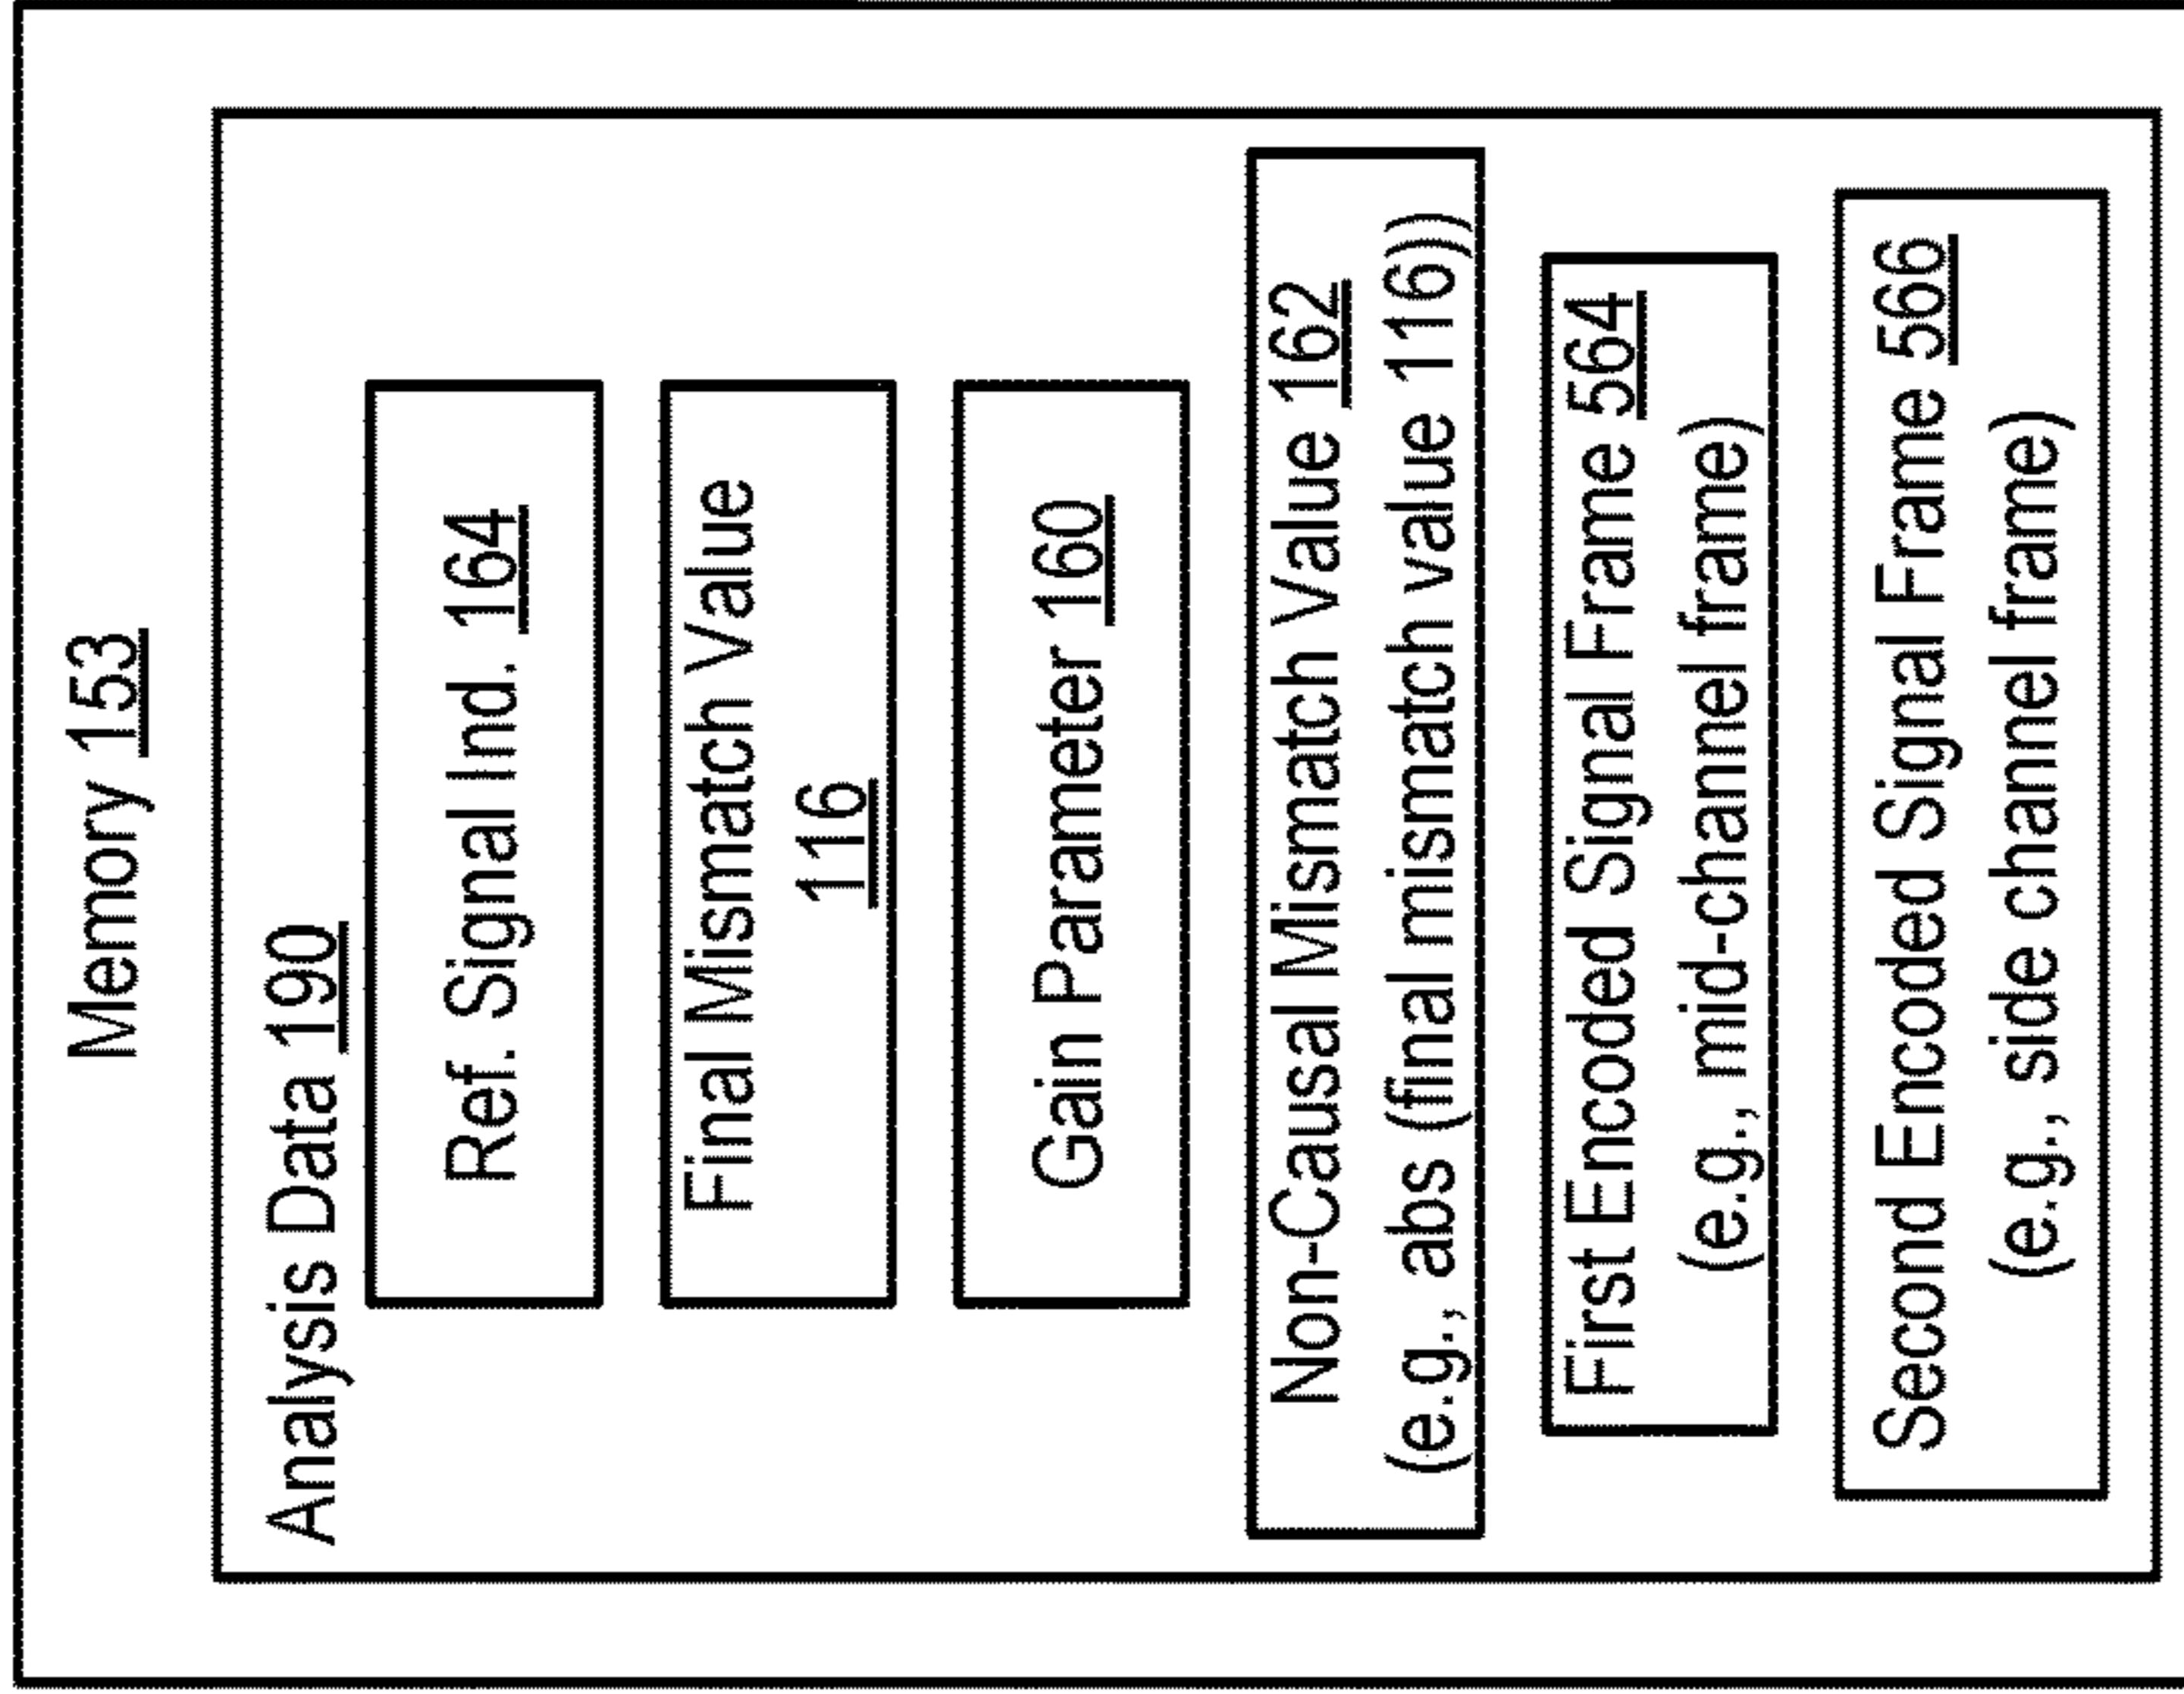 Memory 153
Analysis Data 190
Ref. Signal Ind. 164
Final Mismatch Value
116
Gain Parameter 160
Non-Causal Mismatch Value 162
(e.g., abs (final mismatch value 116))
First Encoded Signal Frame 564
(e.g., mid-channel frame)
Second Encoded Signal Frame 566
(e.g., side channel frame)